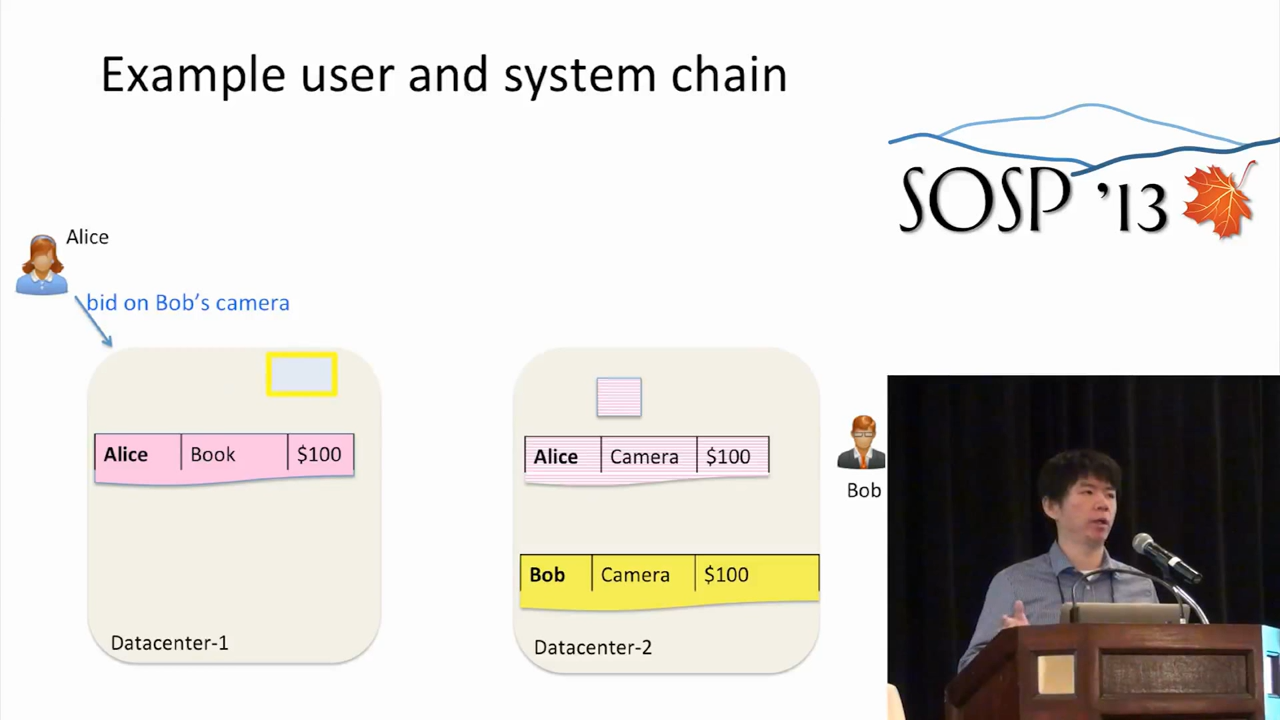 Example user and system chain
SOSP '13
Alice
bid on Bob's camera
Alice Book $100
Datacenter-1
Alice Camera $100
Bob Camera $100
Datacenter-2
Bob